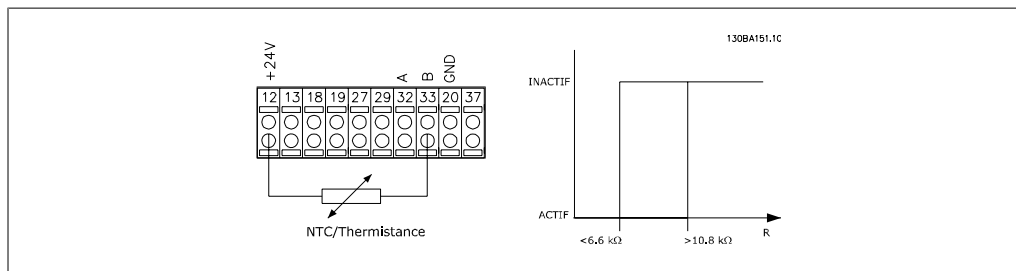 130BA151.10
+24V
A
B
GND
12 13 18 19 27 29 32 33 20 37
NTC/Thermistance
INACTIF
ACTIF
<6.6 kΩ
>10.8 kΩ
R